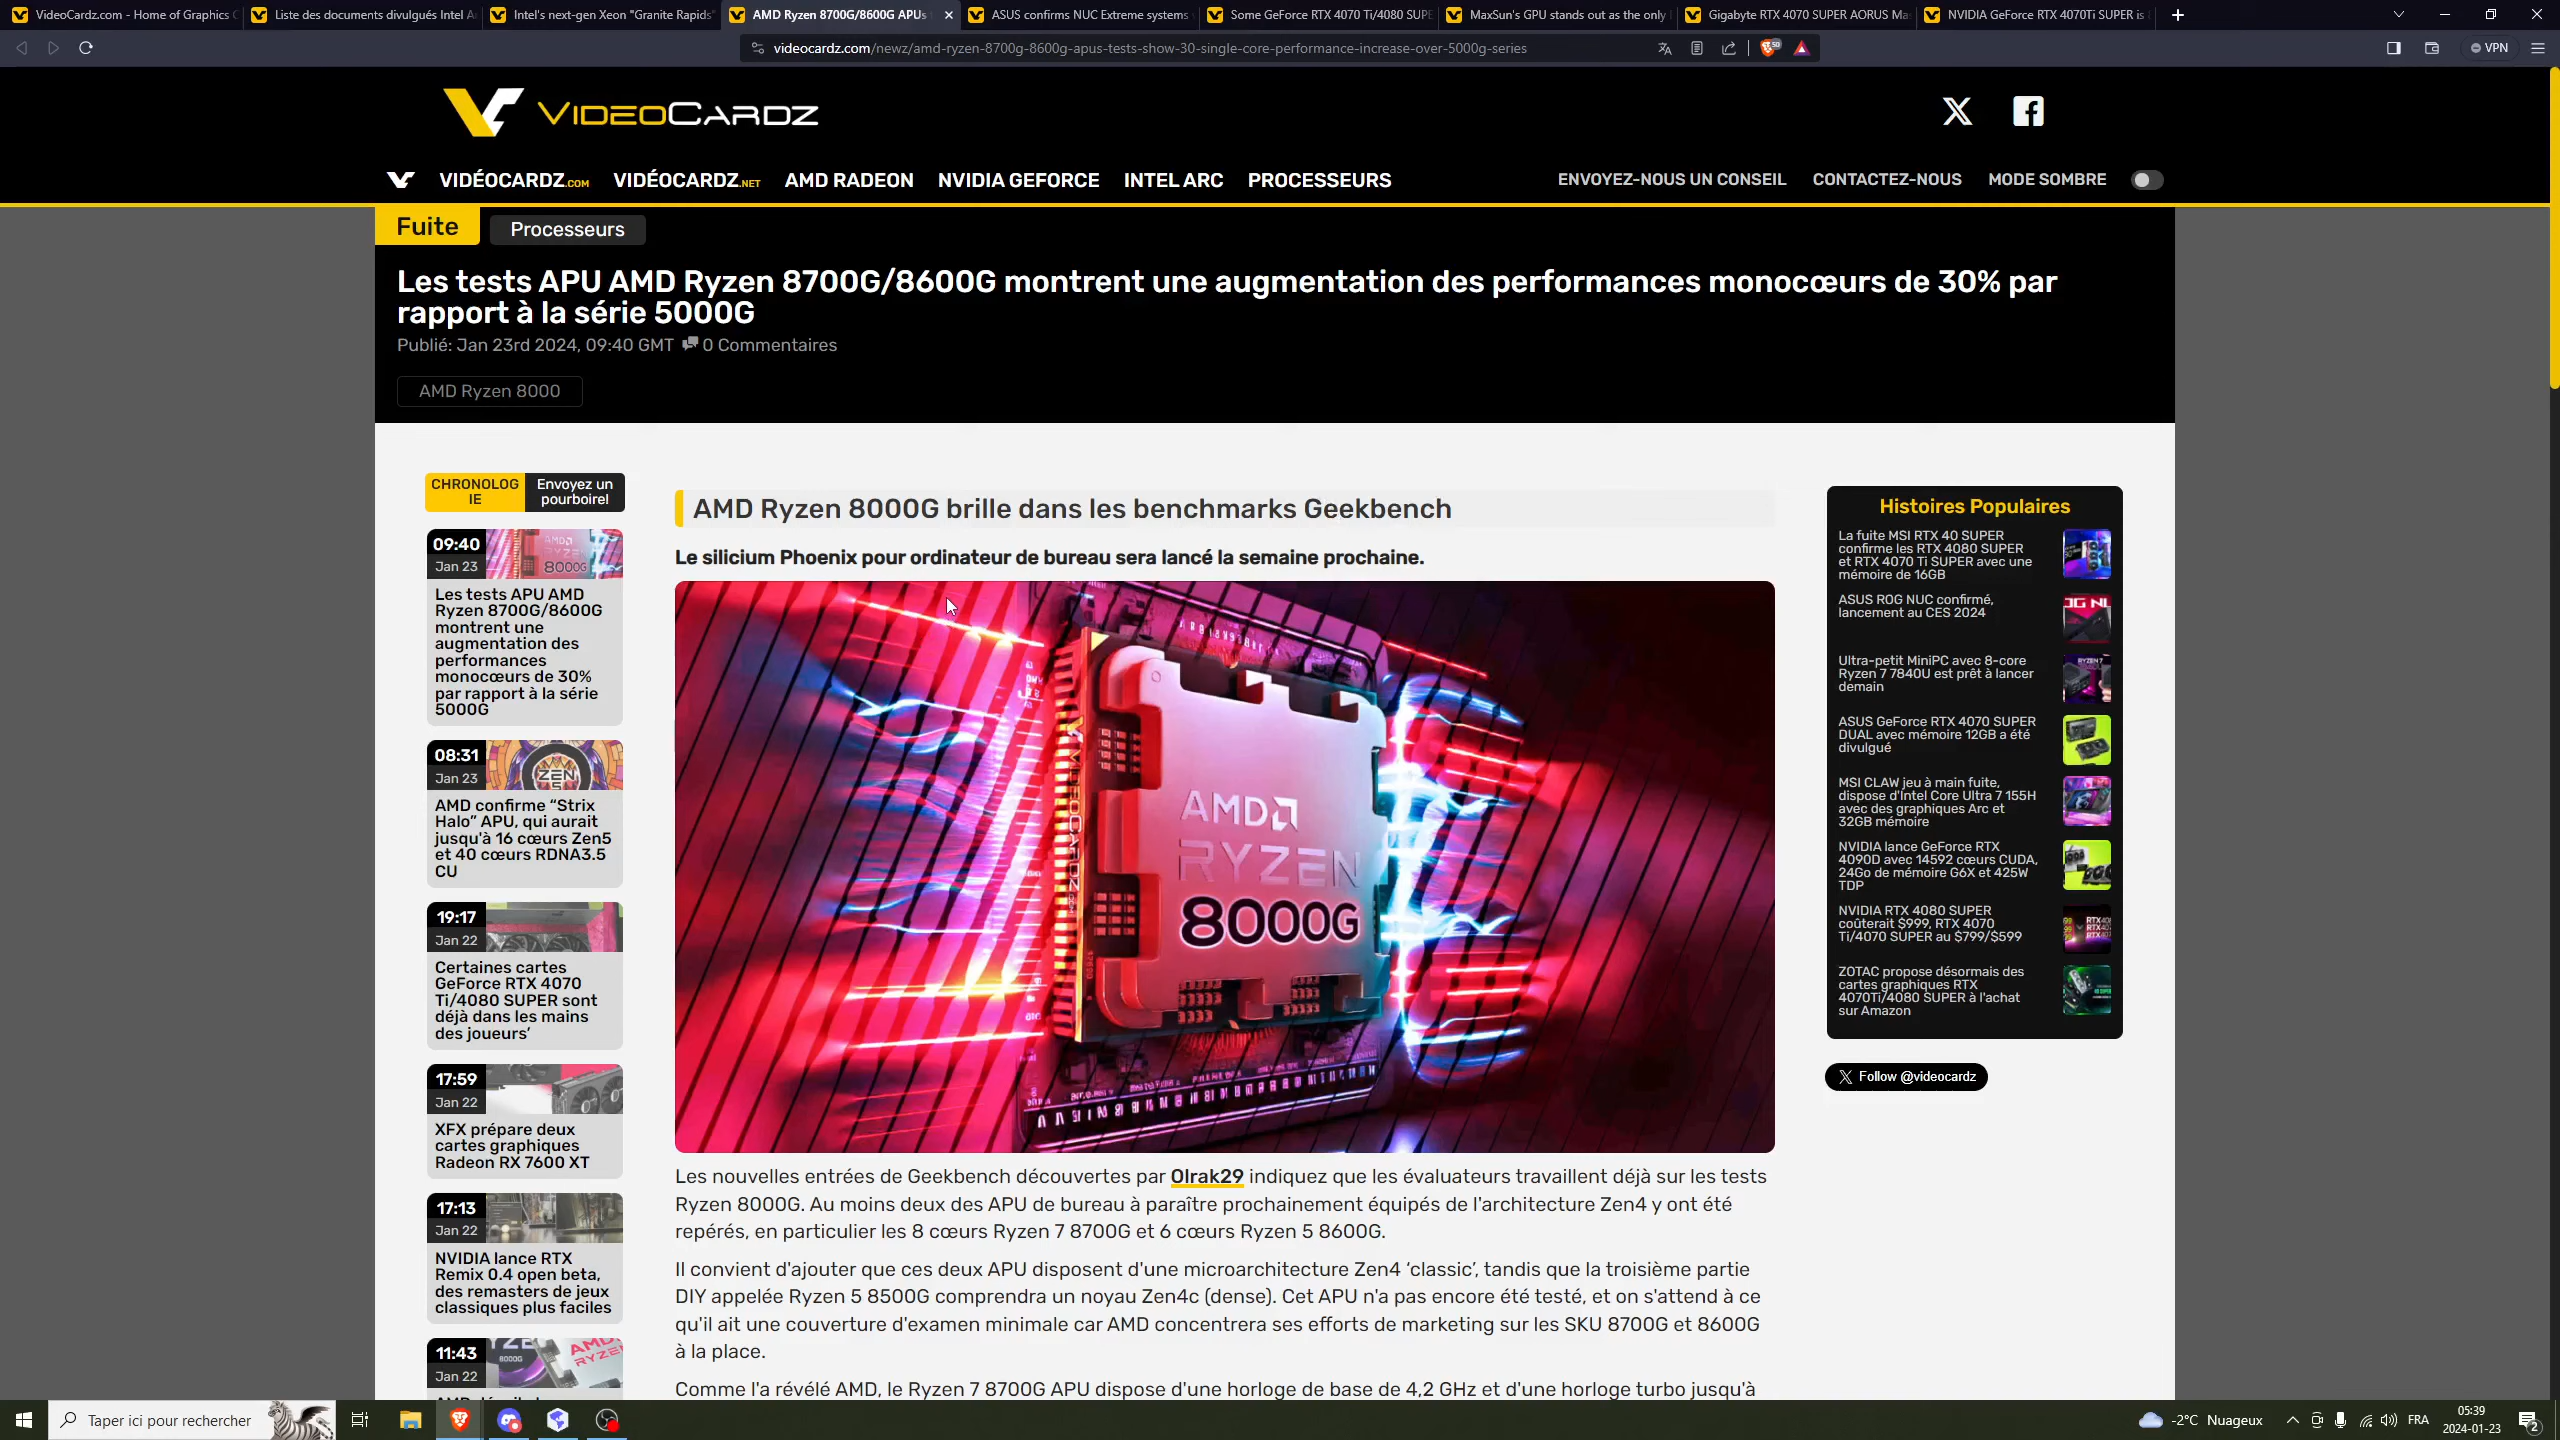 VideoCardz.com - Home of Graphics C
Liste des documents divulgués Intel A
Intel's next-gen Xeon "Granite Rapids"
AMD Ryzen 8700G/8600G APUs
ASUS confirms NUC Extreme systems
Some GeForce RTX 4070 Ti/4080 SUPE
MaxSun's GPU stands out as the only
Gigabyte RTX 4070 SUPER AORUS Mas
NVIDIA GeForce RTX 4070Ti SUPER is
videocardz.com/newz/amd-ryzen-8700g-8600g-apus-tests-show-30-single-core-performance-increase-over-5000g-series
50
VPN
VIDEOCARDZ
VIDÉOCARDZ.COM
VIDÉOCARDZ.NET
AMD RADEON
NVIDIA GEFORCE
INTEL ARC
PROCESSEURS
ENVOYEZ-NOUS UN CONSEIL
CONTACTEZ-NOUS
MODE SOMBRE
Fuite
Processeurs
Les tests APU AMD Ryzen 8700G/8600G montrent une augmentation des performances monocœurs de 30% par
rapport à la série 5000G
Publié: Jan 23rd 2024, 09:40 GMT 0 Commentaires
AMD Ryzen 8000
CHRONOLOG
IE
Envoyez un
pourboire!
09:40
Jan 23
Les tests APU AMD
Ryzen 8700G/8600G
montrent une
augmentation des
performances
monocœurs de 30%
par rapport à la série
5000G
08:31
Jan 23
AMD confirme “Strix
Halo” APU, qui aurait
jusqu'à 16 cœurs Zen5
et 40 cœurs RDNA3.5
CU
19:17
Jan 22
Certaines cartes
GeForce RTX 4070
Ti/4080 SUPER sont
déjà dans les mains
des joueurs’
17:59
Jan 22
XFX prépare deux
cartes graphiques
Radeon RX 7600 XT
17:13
Jan 22
NVIDIA lance RTX
Remix 0.4 open beta,
des remasters de jeux
classiques plus faciles
11:43
Jan 22
AMD Ryzen 8000G brille dans les benchmarks Geekbench
Le silicium Phoenix pour ordinateur de bureau sera lancé la semaine prochaine.
AMD
RYZEN
8000G
VIDEOCARDZ.COM
Les nouvelles entrées de Geekbench découvertes par Olrak29 indiquez que les évaluateurs travaillent déjà sur les tests
Ryzen 8000G. Au moins deux des APU de bureau à paraître prochainement équipés de l'architecture Zen4 y ont été
repérés, en particulier les 8 cœurs Ryzen 7 8700G et 6 cœurs Ryzen 5 8600G.
Il convient d'ajouter que ces deux APU disposent d'une microarchitecture Zen4 ‘classic’, tandis que la troisième partie
DIY appelée Ryzen 5 8500G comprendra un noyau Zen4c (dense). Cet APU n'a pas encore été testé, et on s'attend à ce
qu'il ait une couverture d'examen minimale car AMD concentrera ses efforts de marketing sur les SKU 8700G et 8600G
à la place.
Comme l'a révélé AMD, le Ryzen 7 8700G APU dispose d'une horloge de base de 4,2 GHz et d'une horloge turbo jusqu'à
Histoires Populaires
La fuite MSI RTX 40 SUPER
confirme les RTX 4080 SUPER
et RTX 4070 Ti SUPER avec une
mémoire de 16GB
ASUS ROG NUC confirmé,
lancement au CES 2024
Ultra-petit MiniPC avec 8-core
Ryzen 7 7840U est prêt à lancer
demain
ASUS GeForce RTX 4070 SUPER
DUAL avec mémoire 12GB a été
divulgué
MSI CLAW jeu à main fuite,
dispose d'Intel Core Ultra 7 155H
avec des graphiques Arc et
32GB mémoire
NVIDIA lance GeForce RTX
4090D avec 14592 cœurs CUDA,
24Go de mémoire G6X et 425W
TDP
NVIDIA RTX 4080 SUPER
coûterait $999, RTX 4070
Ti/4070 SUPER au $799/$599
ZOTAC propose désormais des
cartes graphiques RTX
4070Ti/4080 SUPER à l'achat
sur Amazon
Follow @videocardz
Taper ici pour rechercher
-2°C Nuageux
FRA
05:39
2024-01-23
2